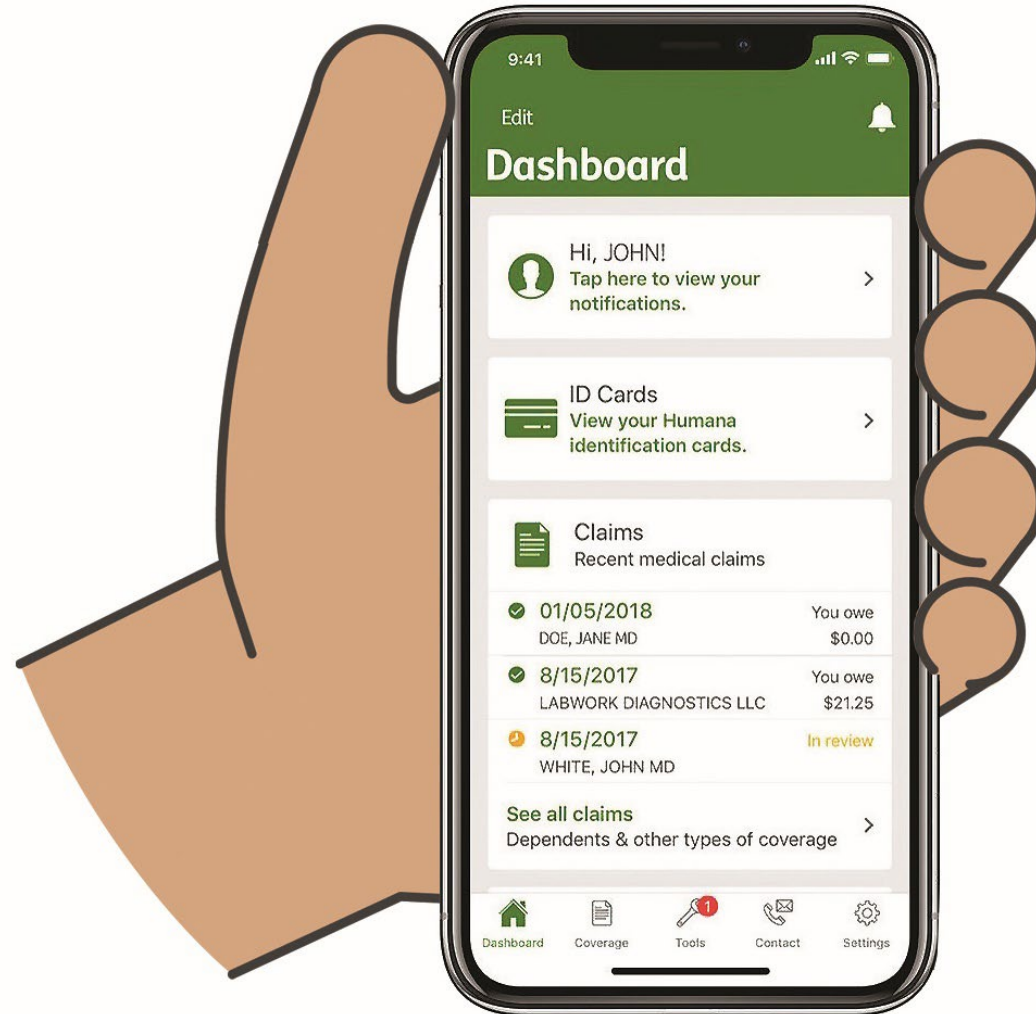 9:41
Edit
Dashboard
Hi, JOHN!
Tap here to view your
notifications.
ID Cards
View your Humana
identification cards.
Claims
Recent medical claims
01/05/2018 You owe
DOE, JANE MD $0.00
8/15/2017 You owe
LABWORK DIAGNOSTICS LLC $21.25
8/15/2017 In review
WHITE, JOHN MD
See all claims
Dependents & other types of coverage
1
Dashboard Coverage Tools Contact Settings